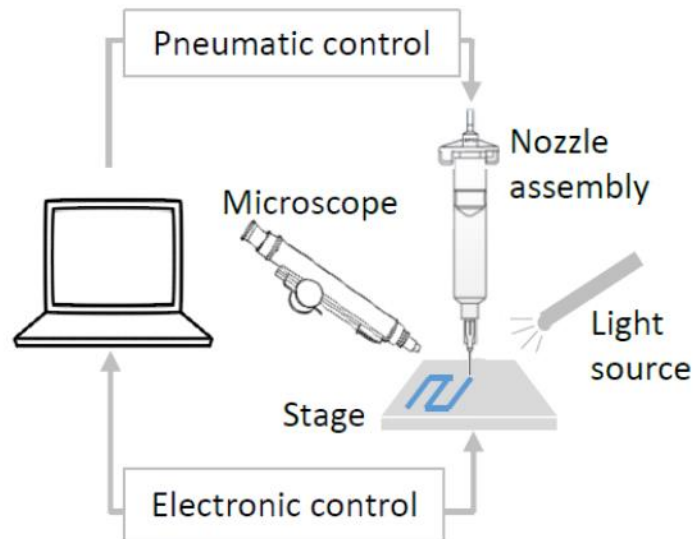 Pneumatic control
Nozzle
assembly
Microscope
Light
source
Stage
Electronic control